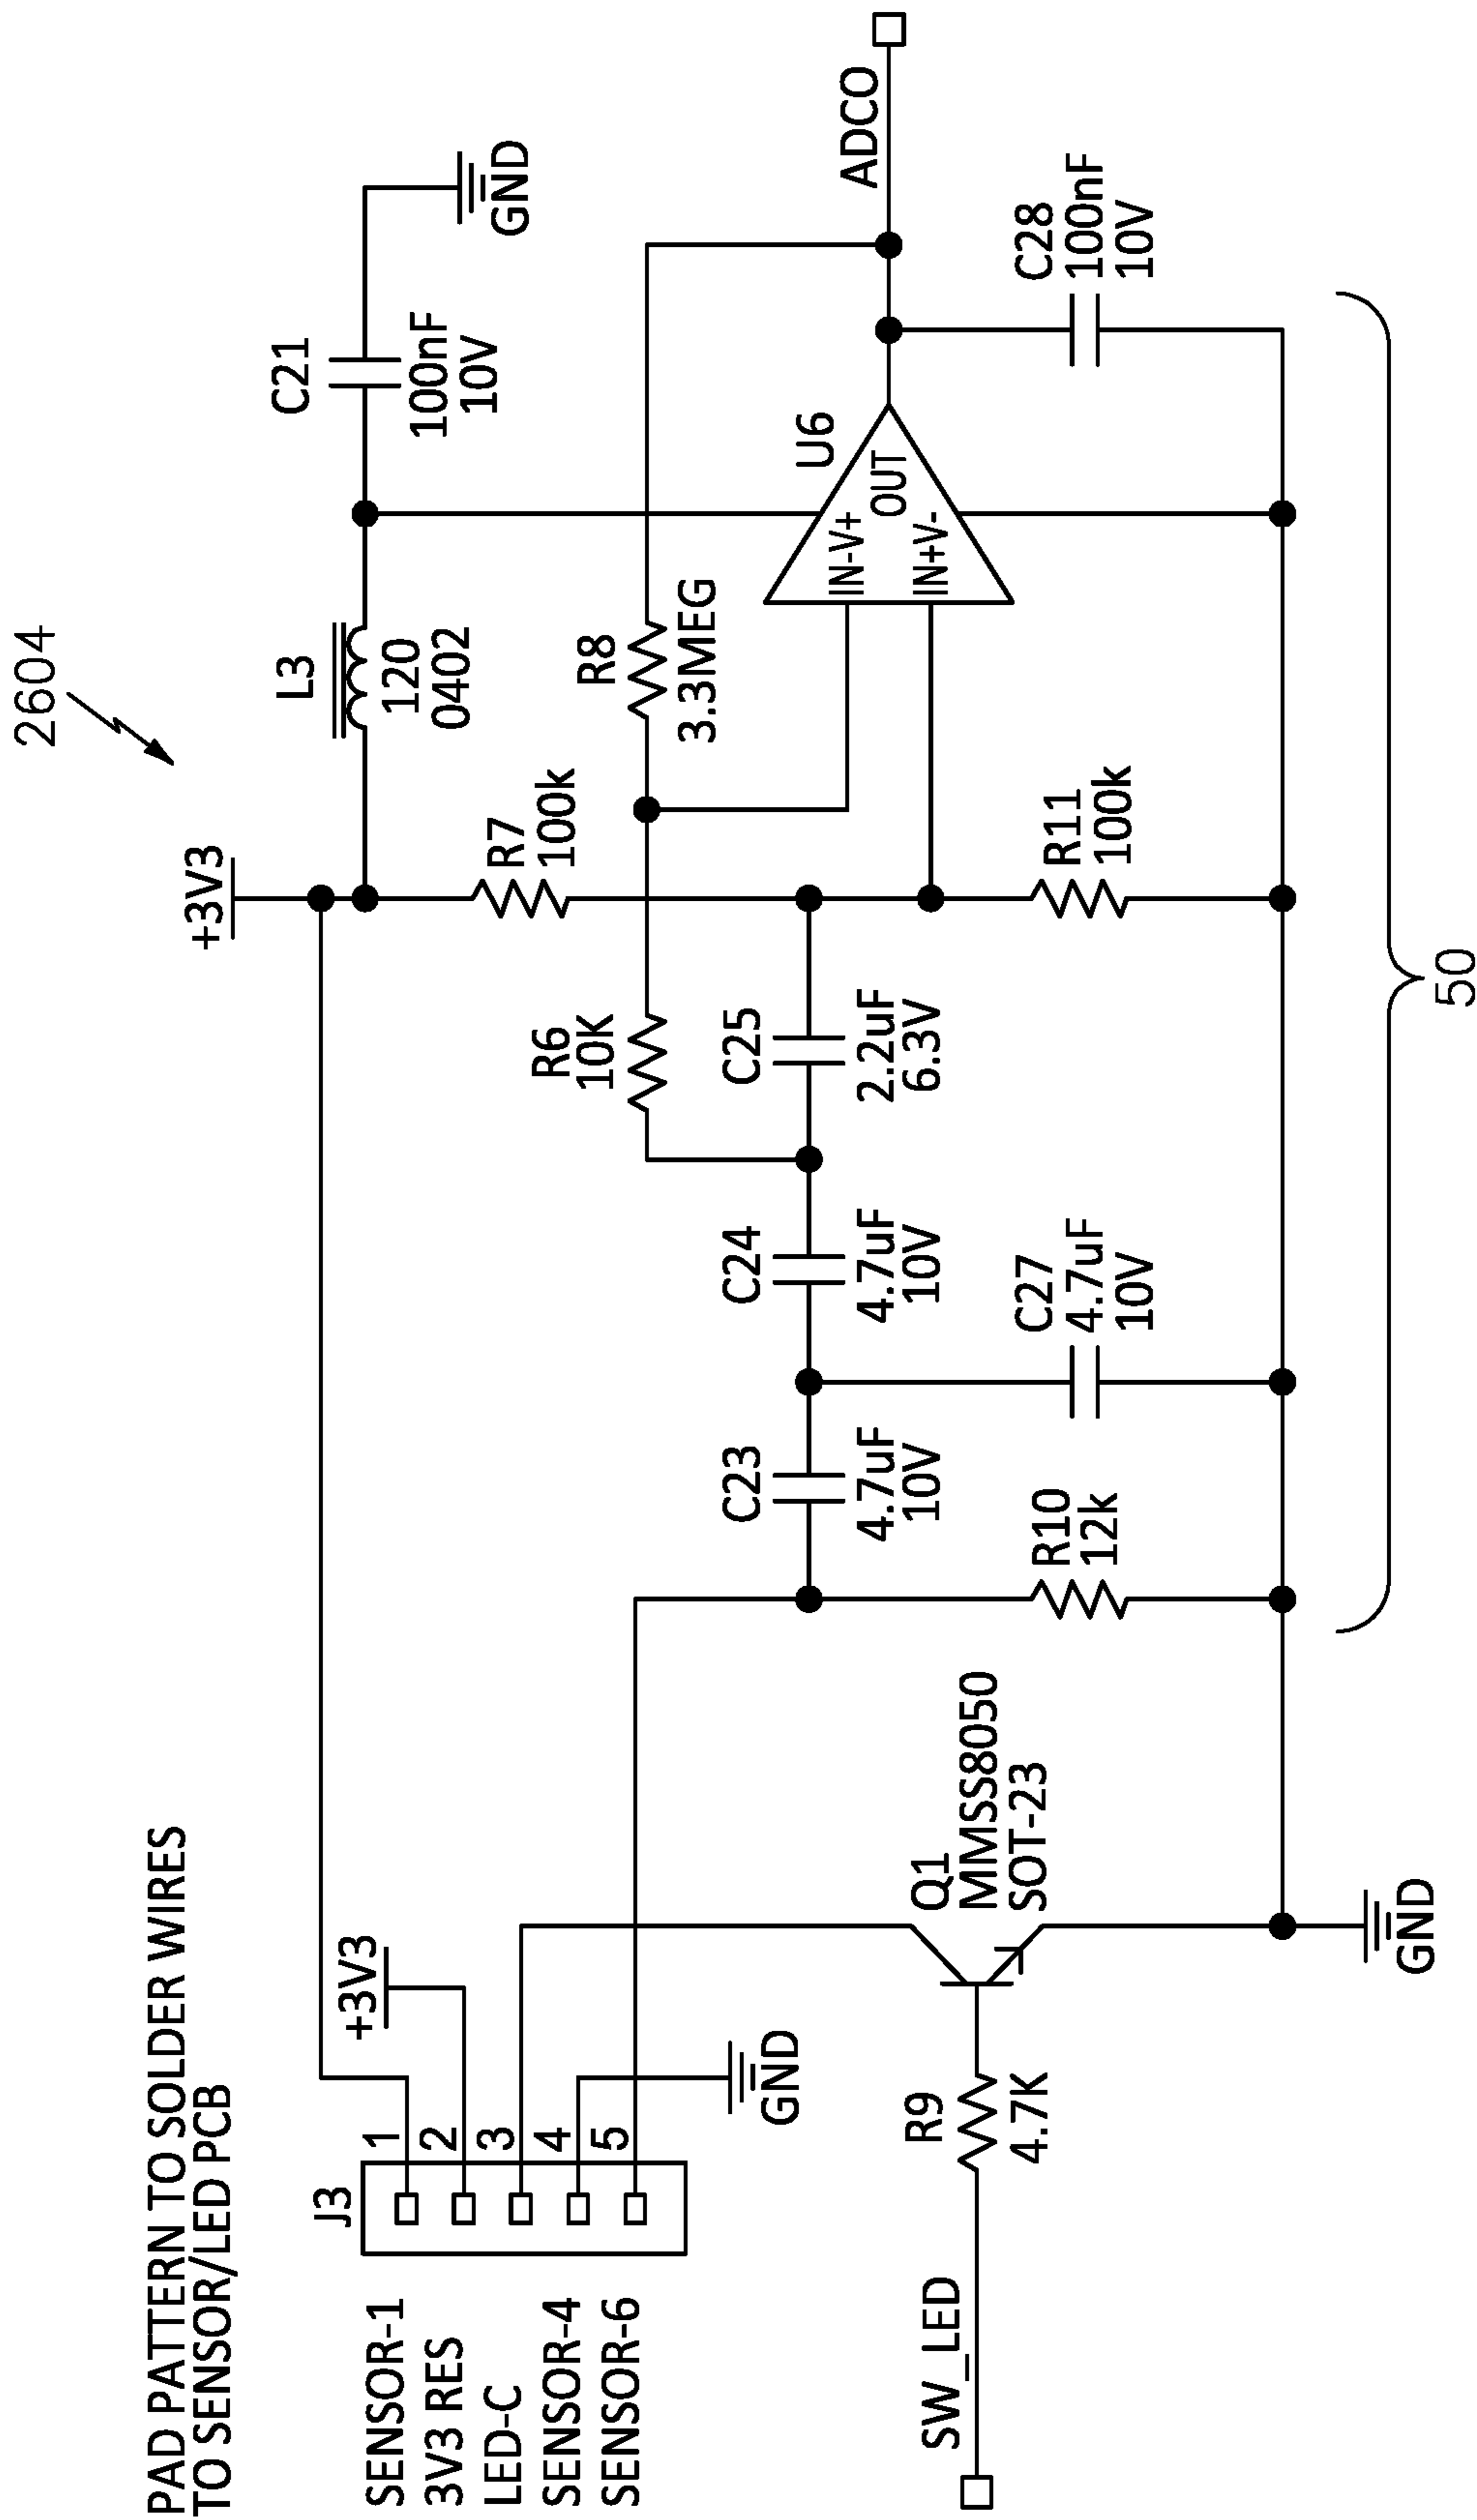 2604
PAD PATTERN TO SOLDER WIRES
TO SENSOR/LED PCB
+3V3
L3
120
0402
C21
100nF
10V
GND
J3
SENSOR-1
3V3 RES
LED-C
SENSOR-4
SENSOR-6
1
2
3
4
5
+3V3
GND
R7
100k
R8
3.3MEG
R6
10K
C23
4.7uF
10V
C24
4.7uF
10V
C25
2.2uF
6.3V
U6
IN-V+
OUT
IN+V-
ADCO
SW_LED
R9
4.7K
Q1
MMSS8050
SOT-23
R10
12k
C27
4.7uF
10V
R11
100k
C28
100nF
10V
GND
50